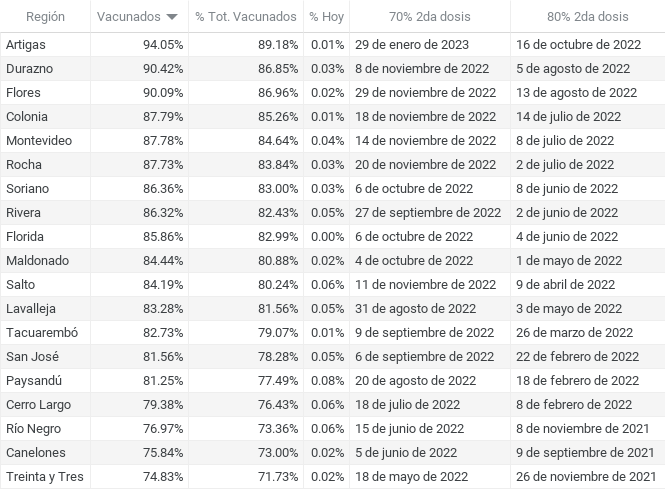 Región Vacunados % Tot. Vacunados % Hoy 70% 2da dosis 80% 2da dosis
Artigas 94.05% 89.18% 0.01% 29 de enero de 2023 16 de octubre de 2022
Durazno 90.42% 86.85% 0.03% 8 de noviembre de 2022 5 de agosto de 2022
Flores 90.09% 86.96% 0.02% 29 de noviembre de 2022 13 de agosto de 2022
Colonia 87.79% 85.26% 0.01% 18 de noviembre de 2022 14 de julio de 2022
Montevideo 87.78% 84.64% 0.04% 14 de noviembre de 2022 8 de julio de 2022
Rocha 87.73% 83.84% 0.03% 20 de noviembre de 2022 2 de julio de 2022
Soriano 86.36% 83.00% 0.03% 6 de octubre de 2022 8 de junio de 2022
Rivera 86.32% 82.43% 0.05% 27 de septiembre de 2022 2 de junio de 2022
Florida 85.86% 82.99% 0.00% 6 de octubre de 2022 4 de junio de 2022
Maldonado 84.44% 80.88% 0.02% 4 de octubre de 2022 1 de mayo de 2022
Salto 84.19% 80.24% 0.06% 11 de noviembre de 2022 9 de abril de 2022
Lavalleja 83.28% 81.56% 0.05% 31 de agosto de 2022 3 de mayo de 2022
Tacuarembó 82.73% 79.07% 0.01% 9 de septiembre de 2022 26 de marzo de 2022
San José 81.56% 78.28% 0.05% 6 de septiembre de 2022 22 de febrero de 2022
Paysandú 81.25% 77.49% 0.08% 20 de agosto de 2022 18 de febrero de 2022
Cerro Largo 79.38% 76.43% 0.06% 18 de julio de 2022 8 de febrero de 2022
Río Negro 76.97% 73.36% 0.06% 15 de junio de 2022 8 de noviembre de 2021
Canelones 75.84% 73.00% 0.02% 5 de junio de 2022 9 de septiembre de 2021
Treinta y Tres 74.83% 71.73% 0.02% 18 de mayo de 2022 26 de noviembre de 2021